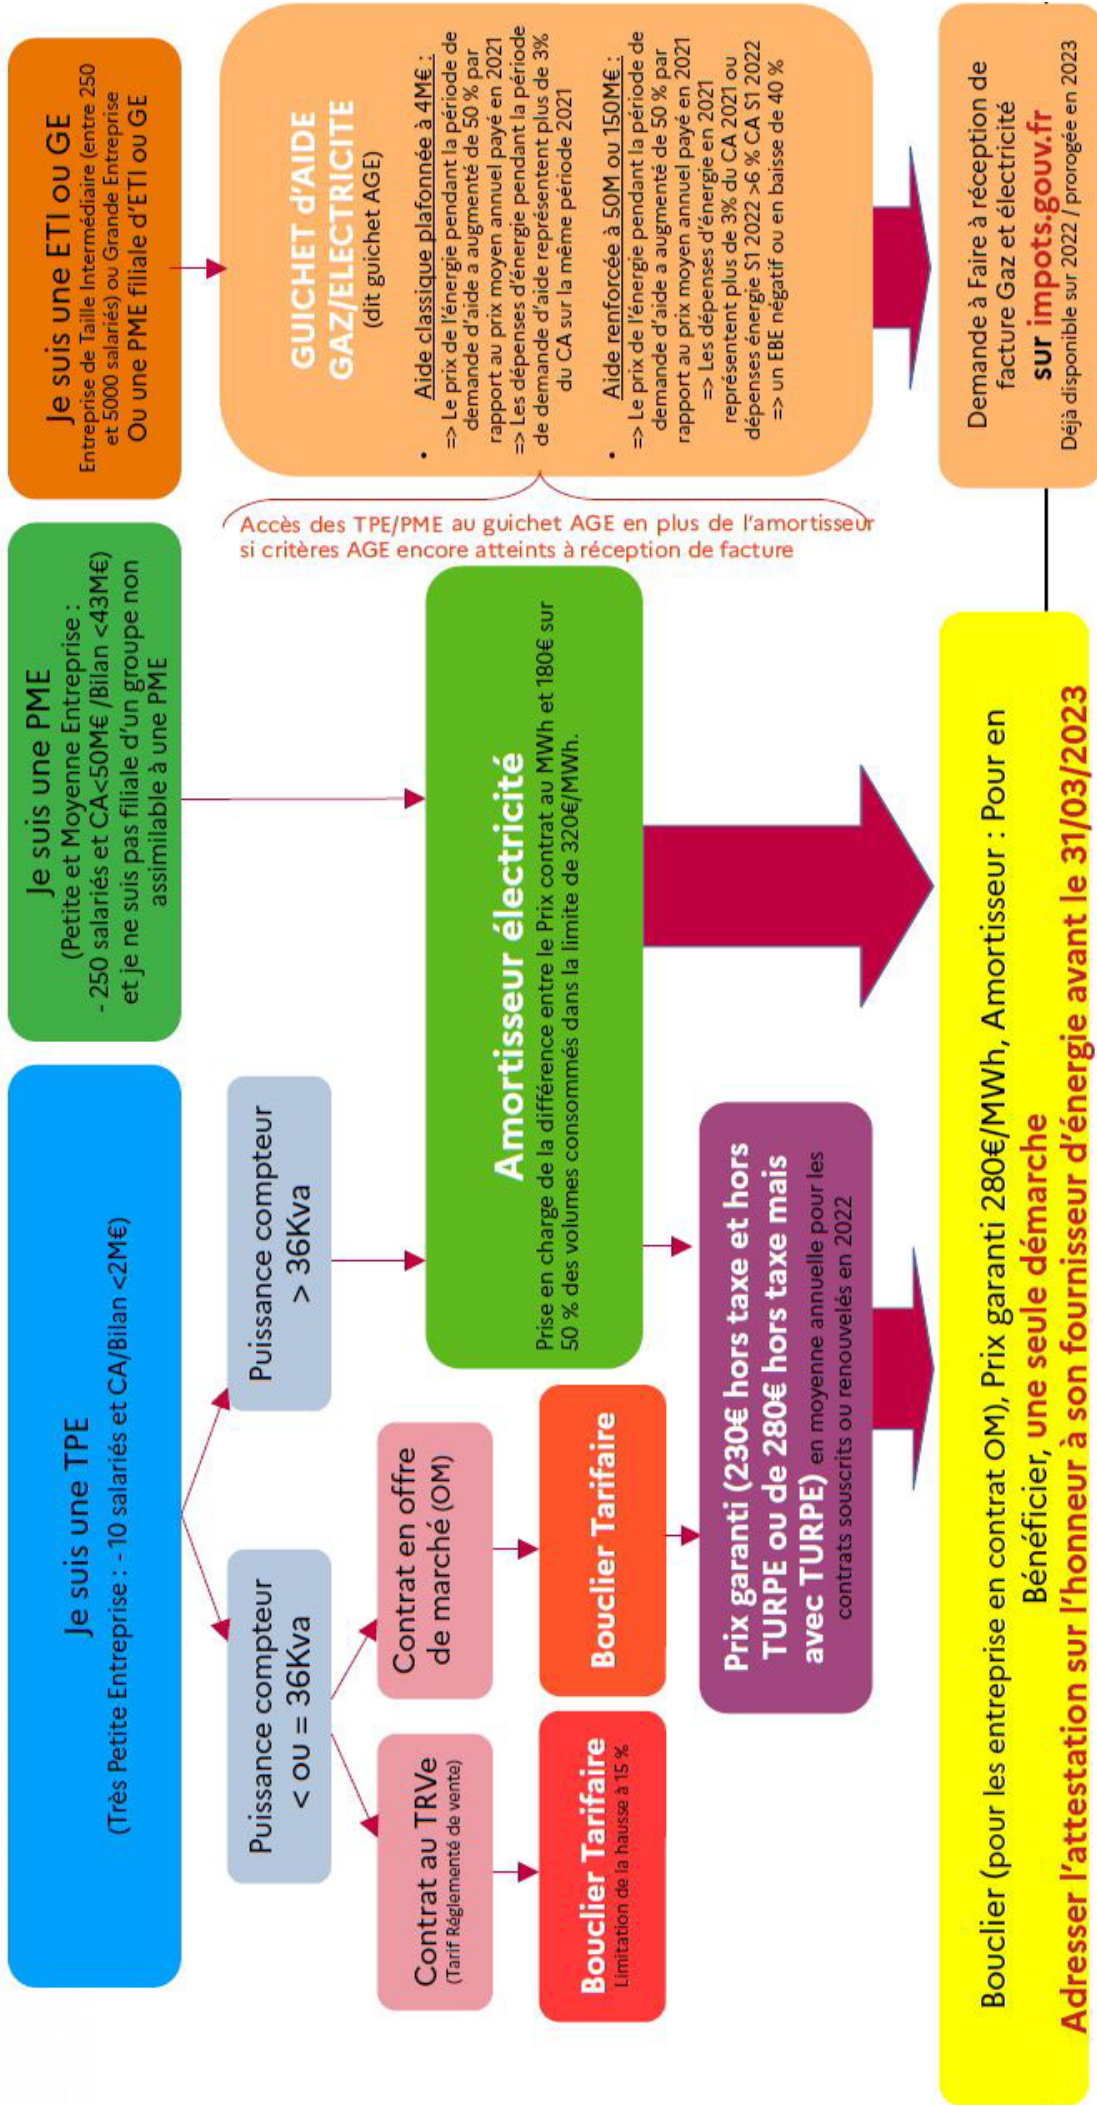 Je suis une TPE
(Très Petite Entreprise : - 10 salariés et CA/Bilan <2M€)
Je suis une PME
(Petite et Moyenne Entreprise :
- 250 salariés et CA<50M€ /Bilan <43M€)
et je ne suis pas filiale d'un groupe non
assimilable à une PME
Je suis une ETI ou GE
Entreprise de Taille Intermédiaire (entre 250
et 5000 salariés) ou Grande Entreprise
Ou une PME filiale d'ETI ou GE
Puissance compteur
< ou = 36Kva
Puissance compteur
> 36Kva
Contrat au TRVe
(Tarif Réglementé de vente)
Contrat en offre
de marché (OM)
Bouclier Tarifaire
Limitation de la hausse à 15 %
Bouclier Tarifaire
Amortisseur électricité
Prise en charge de la différence entre le Prix contrat au MWh et 180€ sur
50 % des volumes consommés dans la limite de 320€/MWh.
Prix garanti (230€ hors taxe et hors
TURPE ou de 280€ hors taxe mais
avec TURPE) en moyenne annuelle pour les
contrats souscrits ou renouvelés en 2022
Accès des TPE/PME au guichet AGE en plus de l'amortisseur
si critères AGE encore atteints à réception de facture
GUICHET d'AIDE
GAZ/ELECTRICITE
(dit guichet AGE)
• Aide classique plafonnée à 4M€ :
=> Le prix de l'énergie pendant la période de
demande d'aide a augmenté de 50 % par
rapport au prix moyen annuel payé en 2021
=> Les dépenses d'énergie pendant la période
de demande d'aide représentent plus de 3%
du CA sur la même période 2021
• Aide renforcée à 50M ou 150M€ :
=> Le prix de l'énergie pendant la période de
demande d'aide a augmenté de 50 % par
rapport au prix moyen annuel payé en 2021
=> Les dépenses d'énergie en 2021
représentent plus de 3% du CA 2021 ou
dépenses énergie S1 2022 >6 % CA S1 2022
=> un EBE négatif ou en baisse de 40 %
Bouclier (pour les entreprise en contrat OM), Prix garanti 280€/MWh, Amortisseur : Pour en
Bénéficier, une seule démarche
Adresser l'attestation sur l'honneur à son fournisseur d'énergie avant le 31/03/2023
Demande à Faire à réception de
facture Gaz et électricité
sur impots.gouv.fr
Déjà disponible sur 2022 / prorogée en 2023